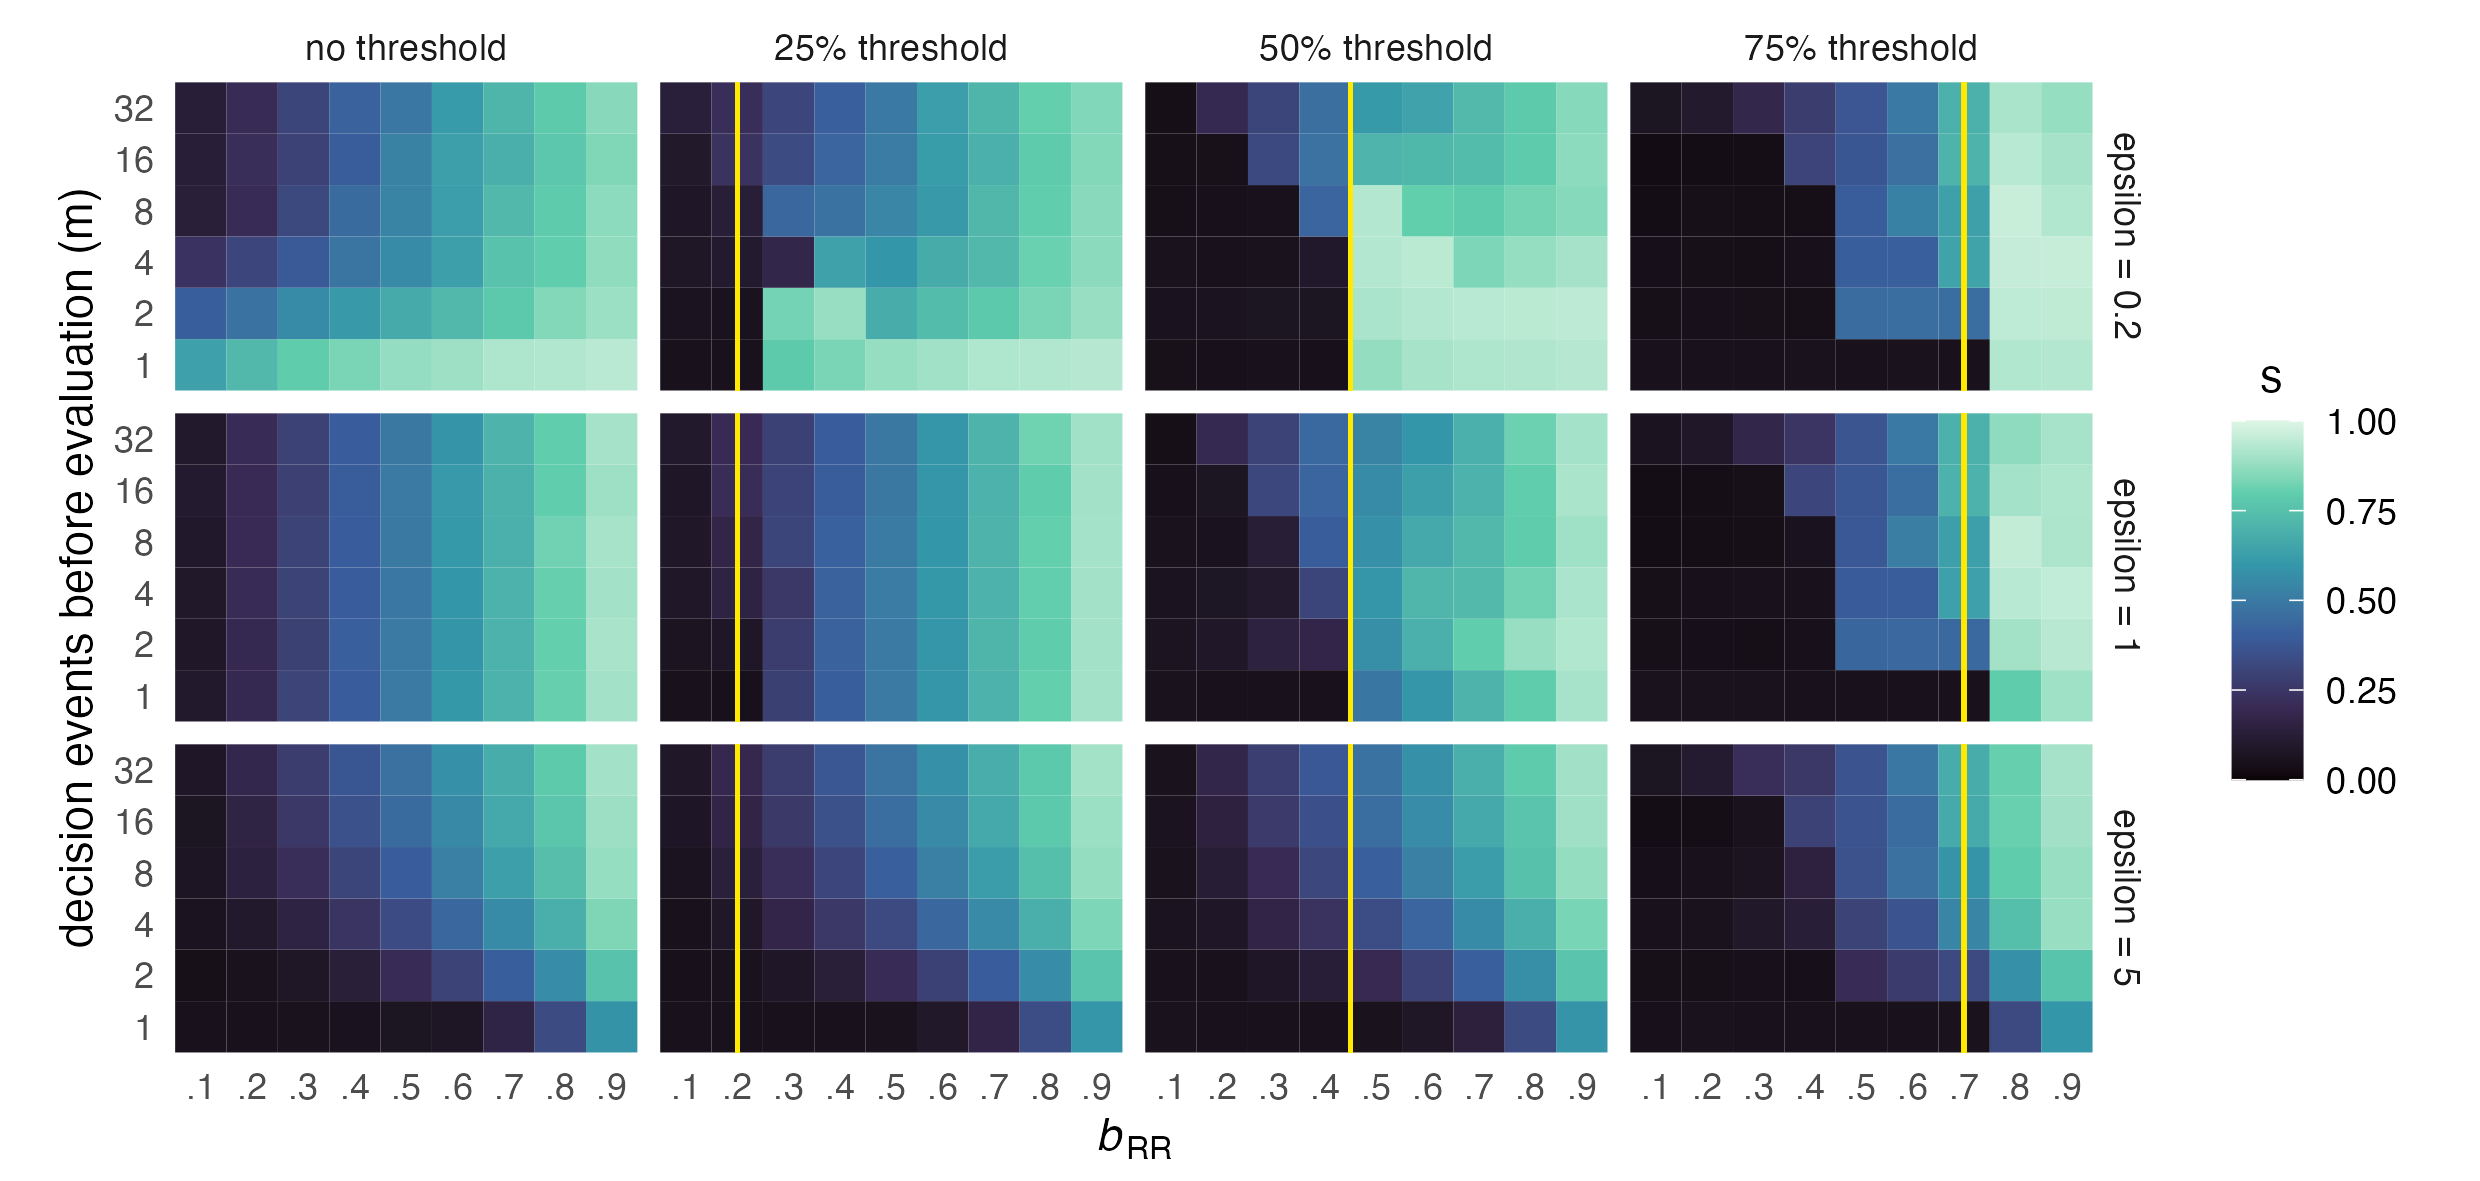 no threshold
25% threshold
50% threshold
75% threshold
decision events before evaluation (m)
32
16
8
4
2
1
epsilon = 0.2
32
16
8
4
2
1
epsilon = 1
32
16
8
4
2
1
epsilon = 5
.1 .2 .3 .4 .5 .6 .7 .8 .9
.1 .2 .3 .4 .5 .6 .7 .8 .9
.1 .2 .3 .4 .5 .6 .7 .8 .9
.1 .2 .3 .4 .5 .6 .7 .8 .9
bRR
s
1.00
0.75
0.50
0.25
0.00